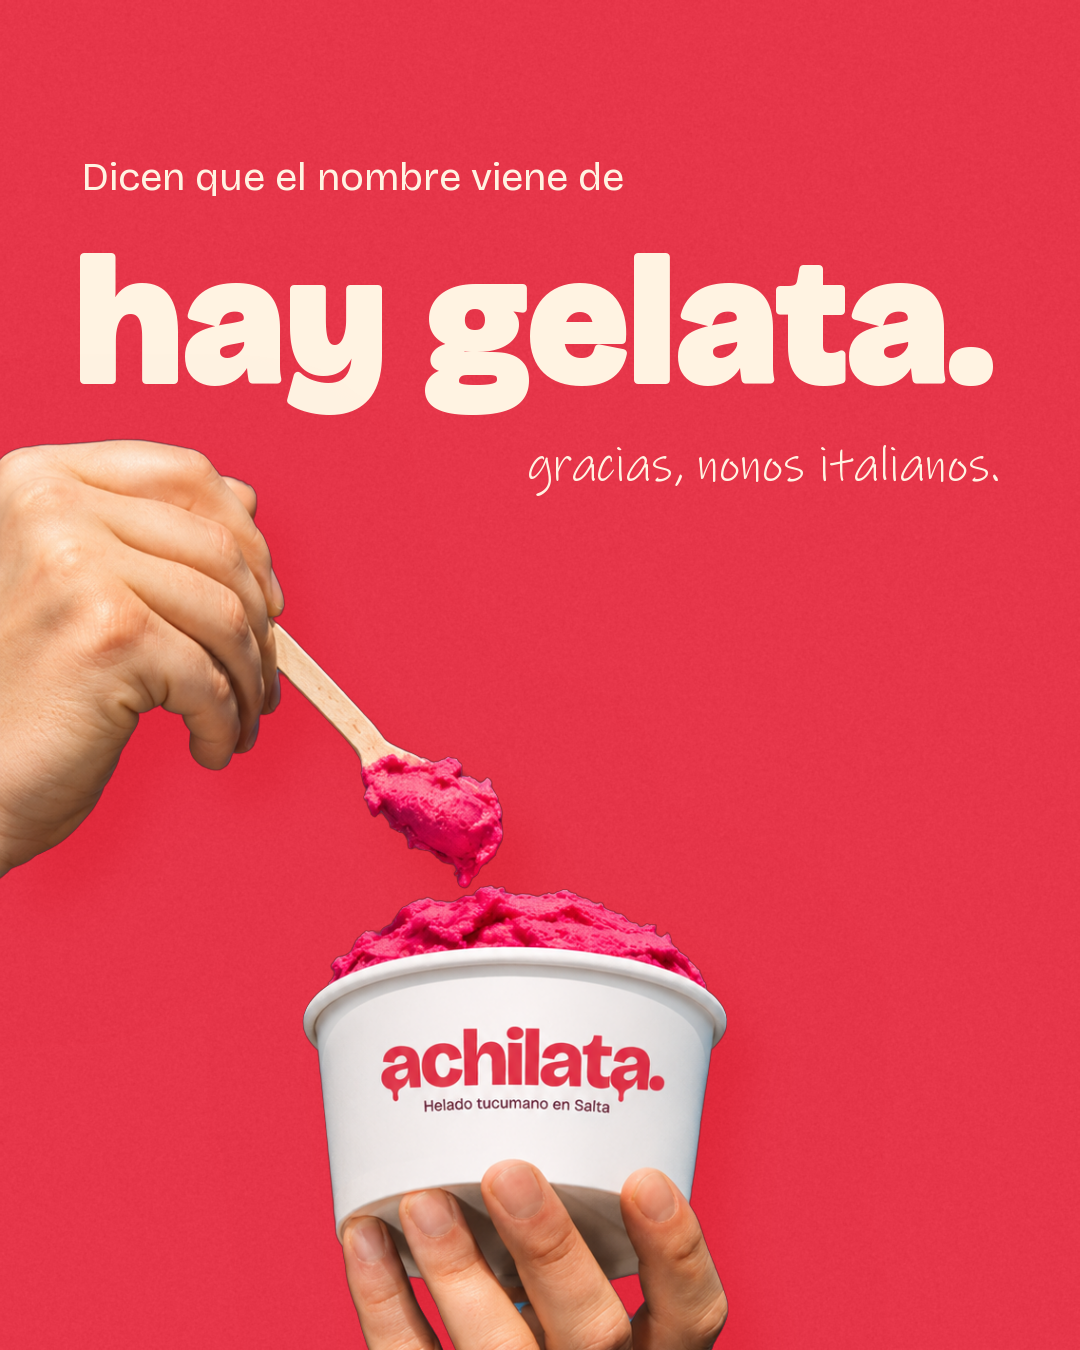 Dicen que el nombre viene de
hay gelata.
gracias, nonos italianos.
achilata.
Helado tucumano en Salta